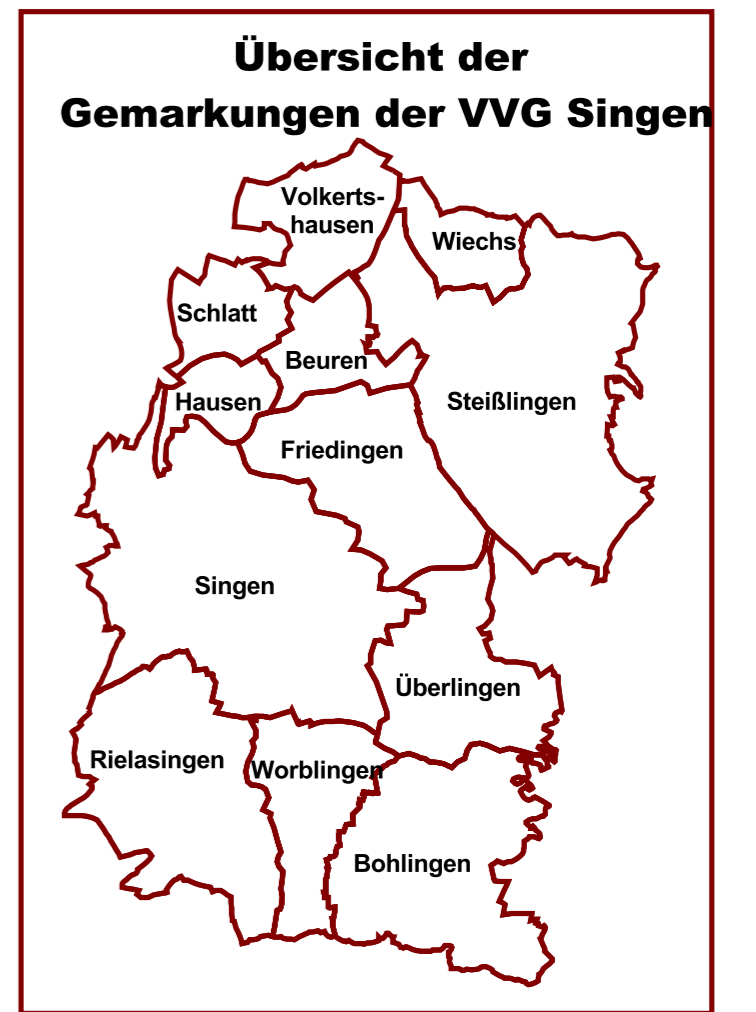 Übersicht der
Gemarkungen der VVG Singen
Volkerts-
hausen
Wiechs
Schlatt
Beuren
Hausen
Steißlingen
Friedingen
Singen
Überlingen
Rielasingen
Worblingen
Bohlingen